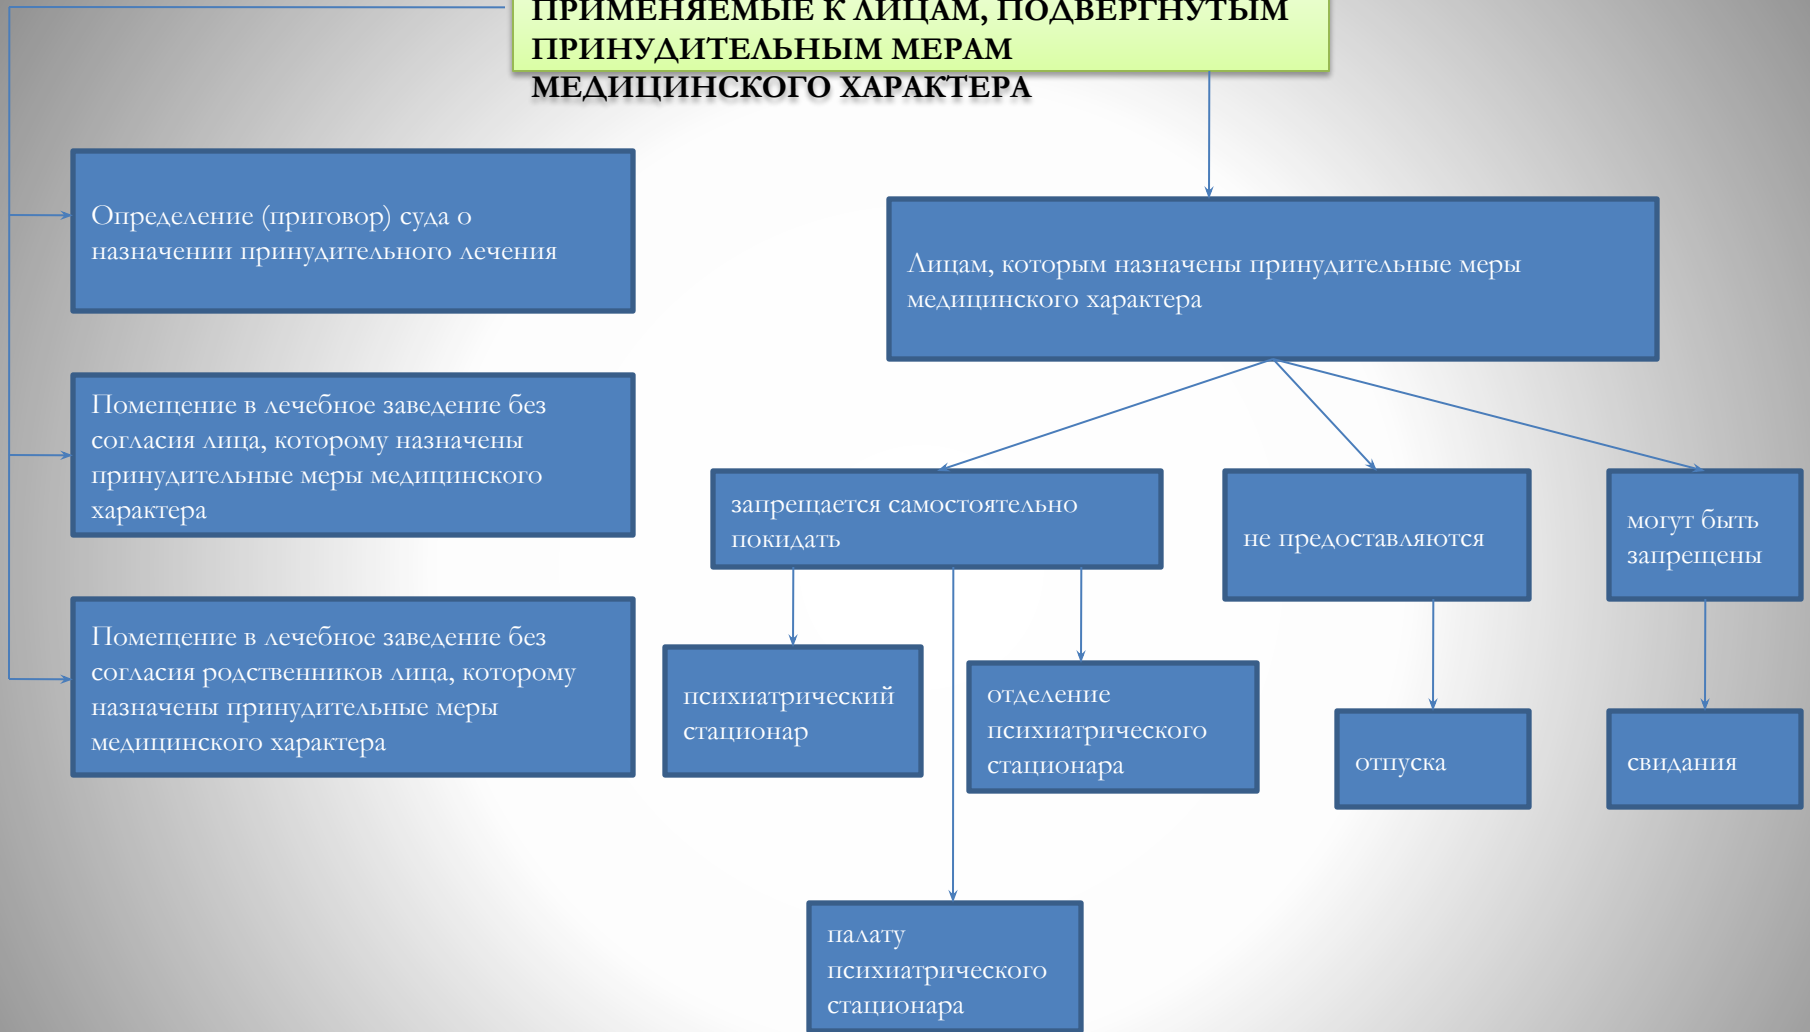 ПРИМЕНЯЕМЫЕ К ЛИЦАМ, ПОДВЕРГНУТЫМ
ПРИНУДИТЕЛЬНЫМ МЕРАМ
МЕДИЦИНСКОГО ХАРАКТЕРА
Определение (приговор) суда о
назначении принудительного лечения
Помещение в лечебное заведение без
согласия лица, которому назначены
принудительные меры медицинского
характера
Помещение в лечебное заведение без
согласия родственников лица, которому
назначены принудительные меры
медицинского характера
Лицам, которым назначены принудительные меры
медицинского характера
запрещается самостоятельно
покидать
не предоставляются
могут быть
запрещены
психиатрический
стационар
отделение
психиатрического
стационара
отпуска
свидания
палату
психиатрического
стационара